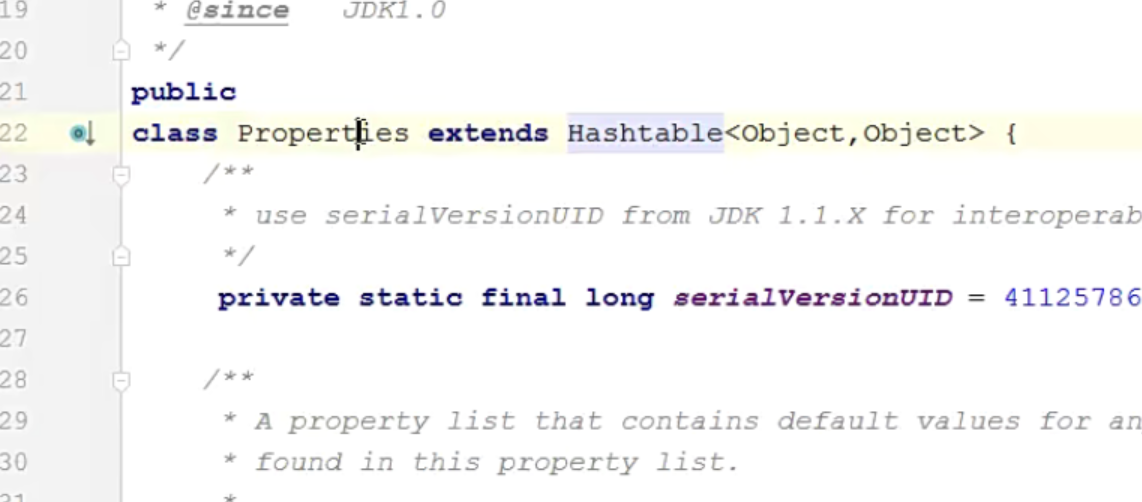 19 * @since JDK1.0
20 */
21 public
22 class Properties extends Hashtable<Object,Object> {
23 /**
24 * use serialVersionUID from JDK 1.1.X for interoperab
25 */
26 private static final long serialVersionUID = 41125786
27
28 /**
29 * A property list that contains default values for an
30 * found in this property list.
31 *